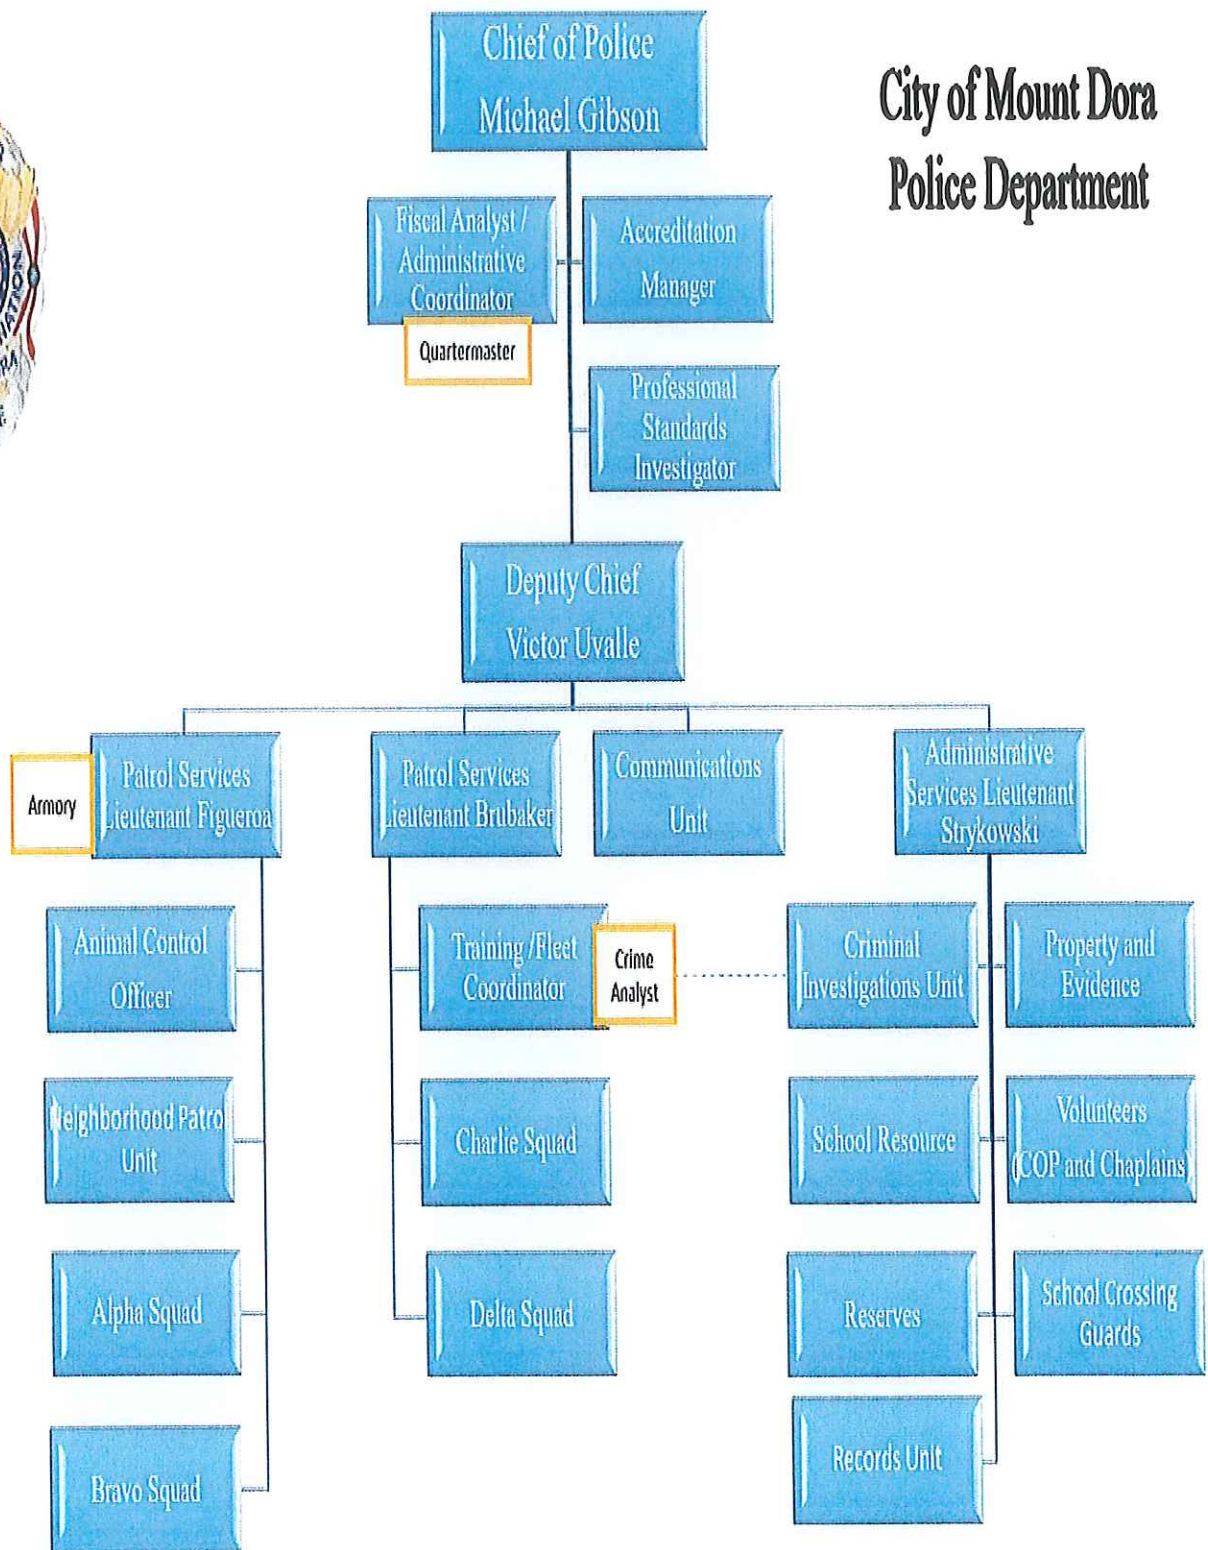 Chief of Police
Michael Gibson
City of Mount Dora
Police Department
Fiscal Analyst /
Administrative
Coordinator
Accreditation
Manager
Quartermaster
Professional
Standards
Investigator
Deputy Chief
Victor Uvalle
Armory
Patrol Services
Lieutenant Figueroa
Patrol Services
Lieutenant Brubaker
Communications
Unit
Administrative
Services Lieutenant
Strykowski
Animal Control
Officer
Training /Fleet
Coordinator
Crime
Analyst
Criminal
Investigations Unit
Property and
Evidence
Neighborhood Patro
Unit
Charlie Squad
School Resource
Volunteers
(COP and Chaplains)
Alpha Squad
Delta Squad
Reserves
School Crossing
Guards
Bravo Squad
Records Unit